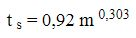 t s = 0,92 m 0,303